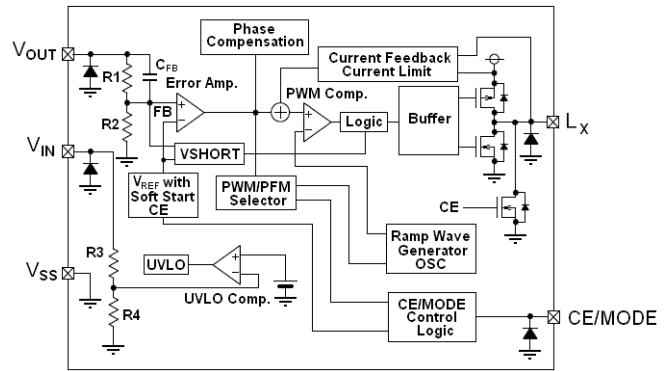 Phase
Compensation
VOUT
R1
CFB
Error Amp.
Current Feedback
Current Limit
PWM Comp.
+
-
FB
+
-
Logic
Buffer
LX
R2
VIN
VSHORT
VREF with
Soft Start
CE
PWM/PFM
Selector
CE
R3
Ramp Wave
Generator
OSC
UVLO
+
-
VSS
UVLO Comp.
R4
CE/MODE
Control
Logic
CE/MODE